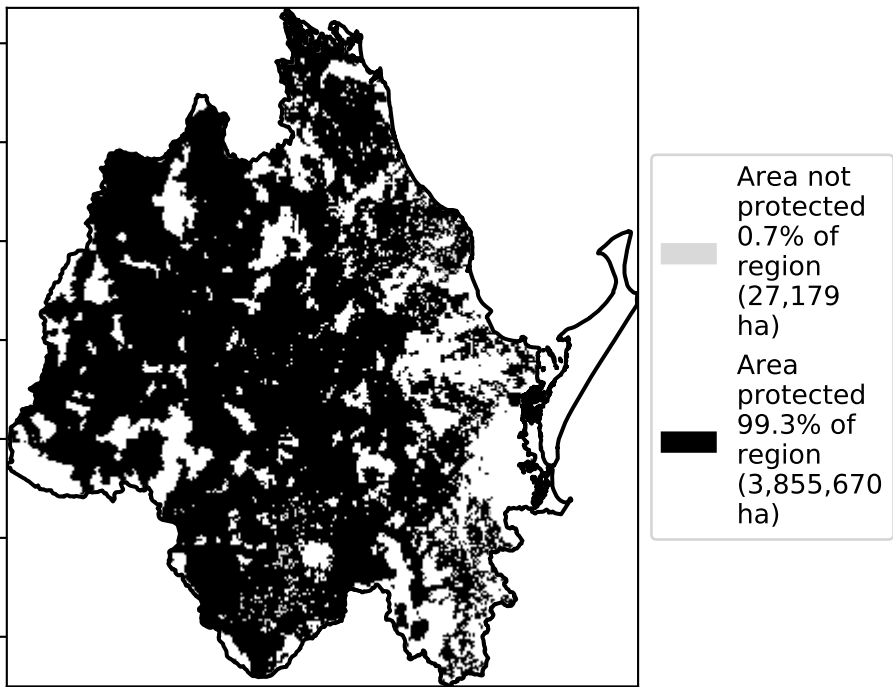 Area not
protected
0.7% of
region
(27,179
ha)
Area
protected
99.3% of
region
(3,855,670
ha)